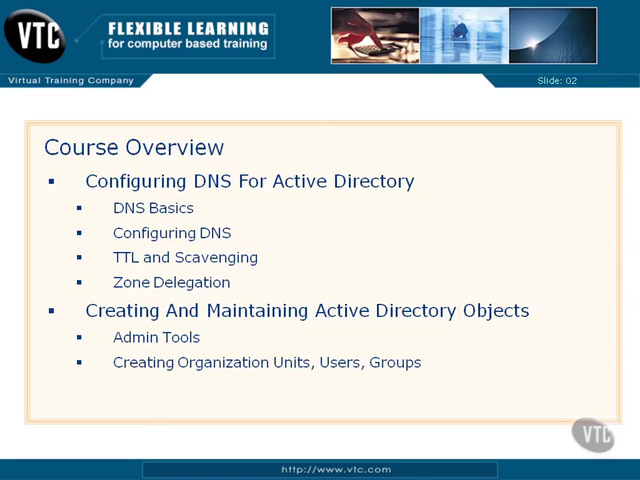 VTC
FLEXIBLE LEARNING
for computer based training
Virtual Training Company
Slide: 02
Course Overview
Configuring DNS For Active Directory
DNS Basics
Configuring DNS
TTL and Scavenging
Zone Delegation
Creating And Maintaining Active Directory Objects
Admin Tools
Creating Organization Units, Users, Groups
VTC
http://www.vtc.com